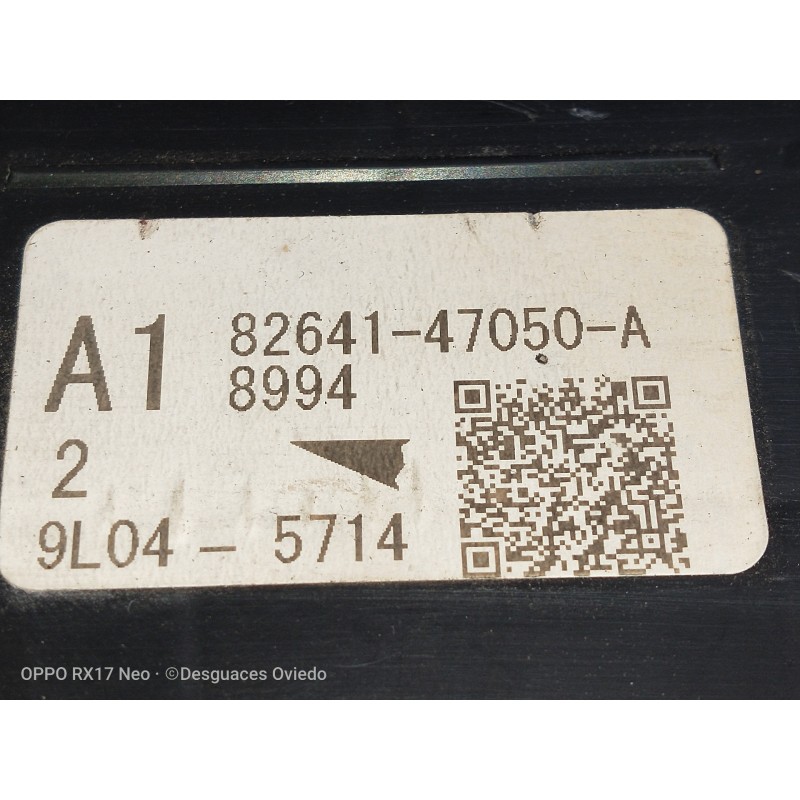 A1 82641-47050-A
8994
2
9L04 - 5714
OPPO RX17 Neo · ©Desguaces Oviedo